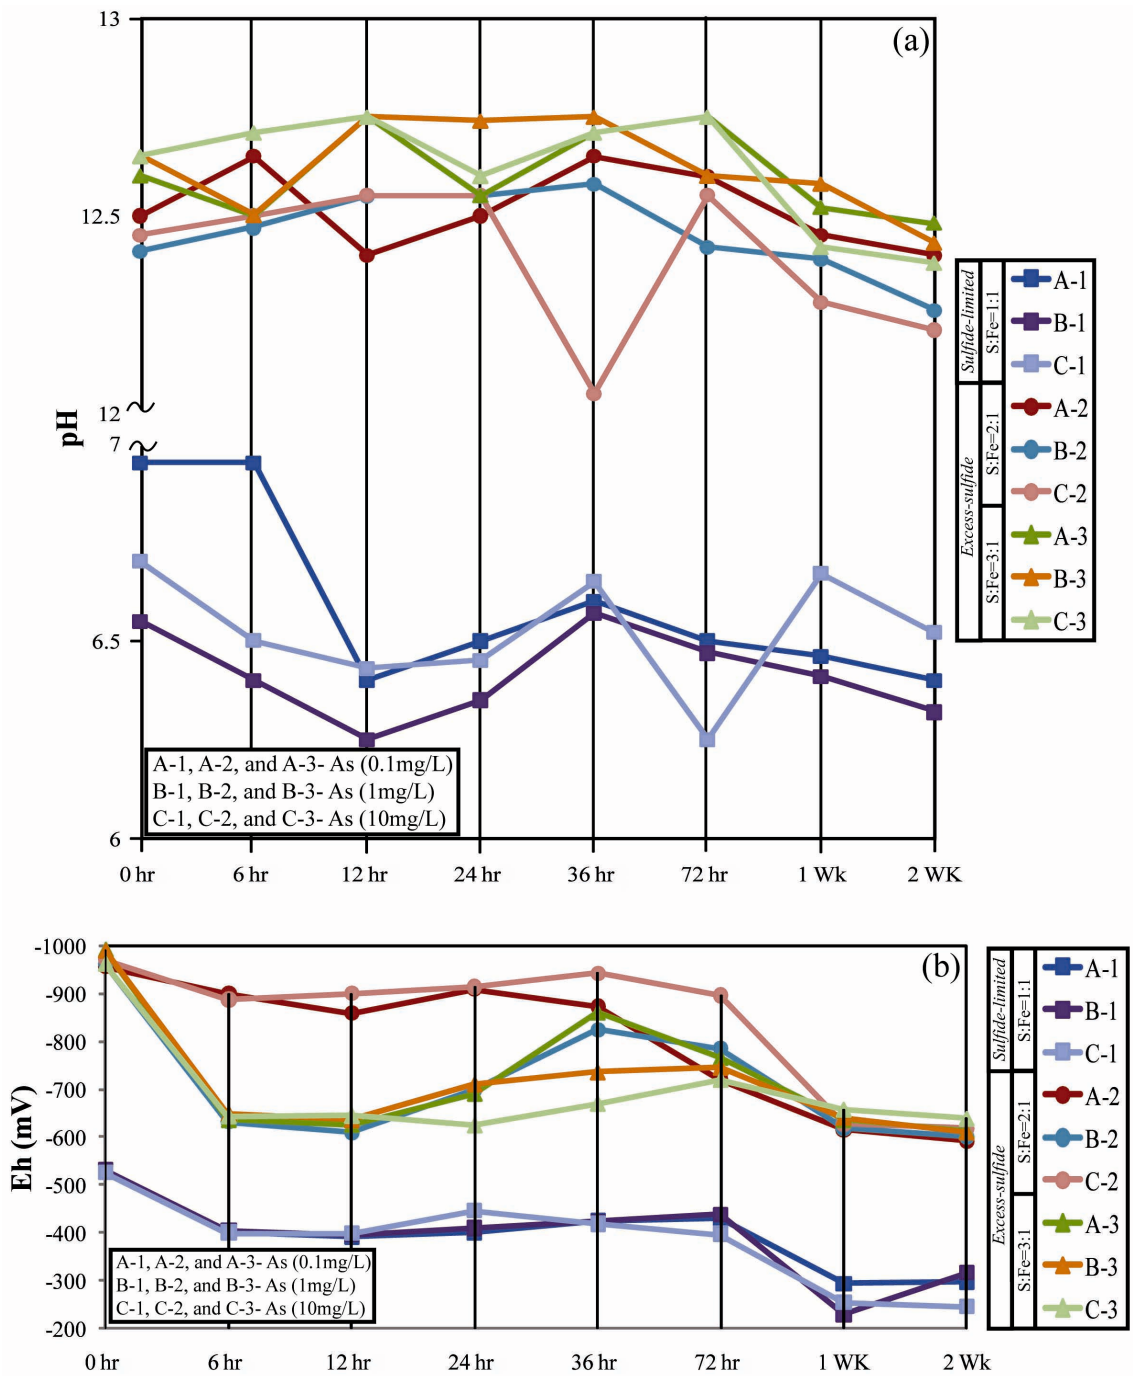 (a)
13
12.5
12
7
6.5
6
pH
A-1, A-2, and A-3- As (0.1mg/L)
B-1, B-2, and B-3- As (1mg/L)
C-1, C-2, and C-3- As (10mg/L)
0 hr
6 hr
12 hr
24 hr
36 hr
72 hr
1 Wk
2 WK
Sulfide-limited
Excess-sulfide
S:Fe=1:1
S:Fe=2:1
S:Fe=3:1
A-1
B-1
C-1
A-2
B-2
C-2
A-3
B-3
C-3
(b)
-1000
-900
-800
-700
-600
-500
-400
-300
-200
Eh (mV)
A-1, A-2, and A-3- As (0.1mg/L)
B-1, B-2, and B-3- As (1mg/L)
C-1, C-2, and C-3- As (10mg/L)
0 hr
6 hr
12 hr
24 hr
36 hr
72 hr
1 WK
2 Wk
Sulfide-limited
Excess-sulfide
S:Fe=1:1
S:Fe=2:1
S:Fe=3:1
A-1
B-1
C-1
A-2
B-2
C-2
A-3
B-3
C-3